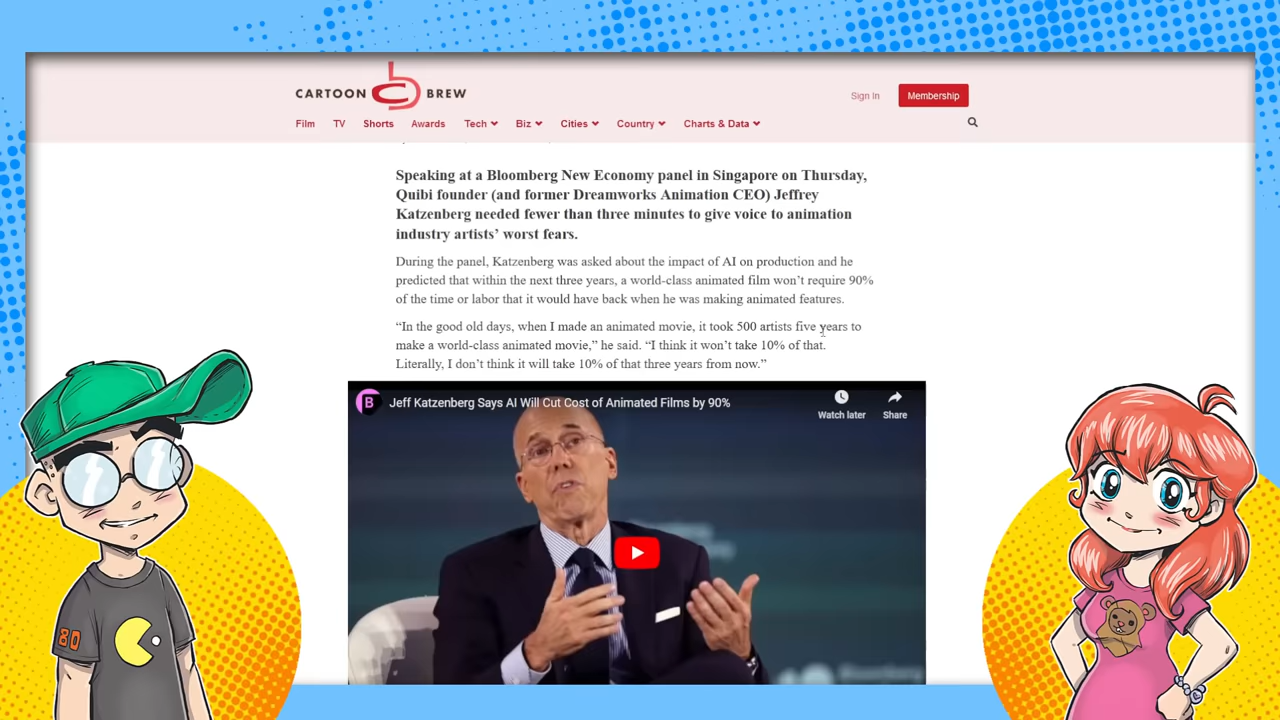 CARTOON BREW
Sign In
Membership
Film TV Shorts Awards Tech Biz Cities Country Charts & Data
Speaking at a Bloomberg New Economy panel in Singapore on Thursday,
Quibi founder (and former Dreamworks Animation CEO) Jeffrey
Katzenberg needed fewer than three minutes to give voice to animation
industry artists’ worst fears.
During the panel, Katzenberg was asked about the impact of AI on production and he
predicted that within the next three years, a world-class animated film won’t require 90%
of the time or labor that it would have back when he was making animated features.
“In the good old days, when I made an animated movie, it took 500 artists five years to
make a world-class animated movie,” he said. “I think it won’t take 10% of that.
Literally, I don’t think it will take 10% of that three years from now.”
B
Jeff Katzenberg Says AI Will Cut Cost of Animated Films by 90%
Watch later
Share
80